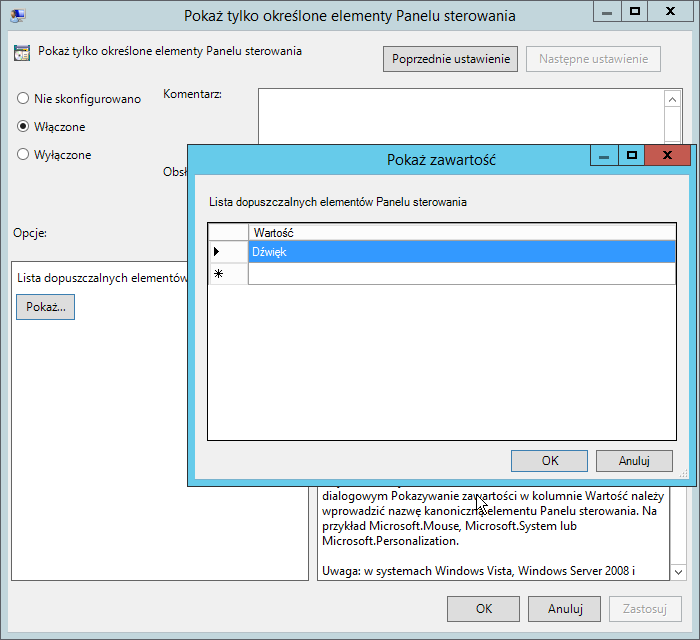 Pokaż tylko określone elementy Panelu sterowania
Pokaż tylko określone elementy Panelu sterowania
Poprzednie ustawienie
Następne ustawienie
Nie skonfigurowano
Komentarz:
Włączone
Wyłączone
Pokaż zawartość
Lista dopuszczalnych elementów Panelu sterowania
Wartość
Dźwięk
OK
Anuluj
Opcje:
Lista dopuszczalnych elementów
Pokaż...
dialogowym Pokazywanie zawartości w kolumnie Wartość należy
wprowadzić nazwę kanoniczną elementu Panelu sterowania. Na
przykład Microsoft.Mouse, Microsoft.System lub
Microsoft.Personalization.
Uwaga: w systemach Windows Vista, Windows Server 2008 i
OK
Anuluj
Zastosuj